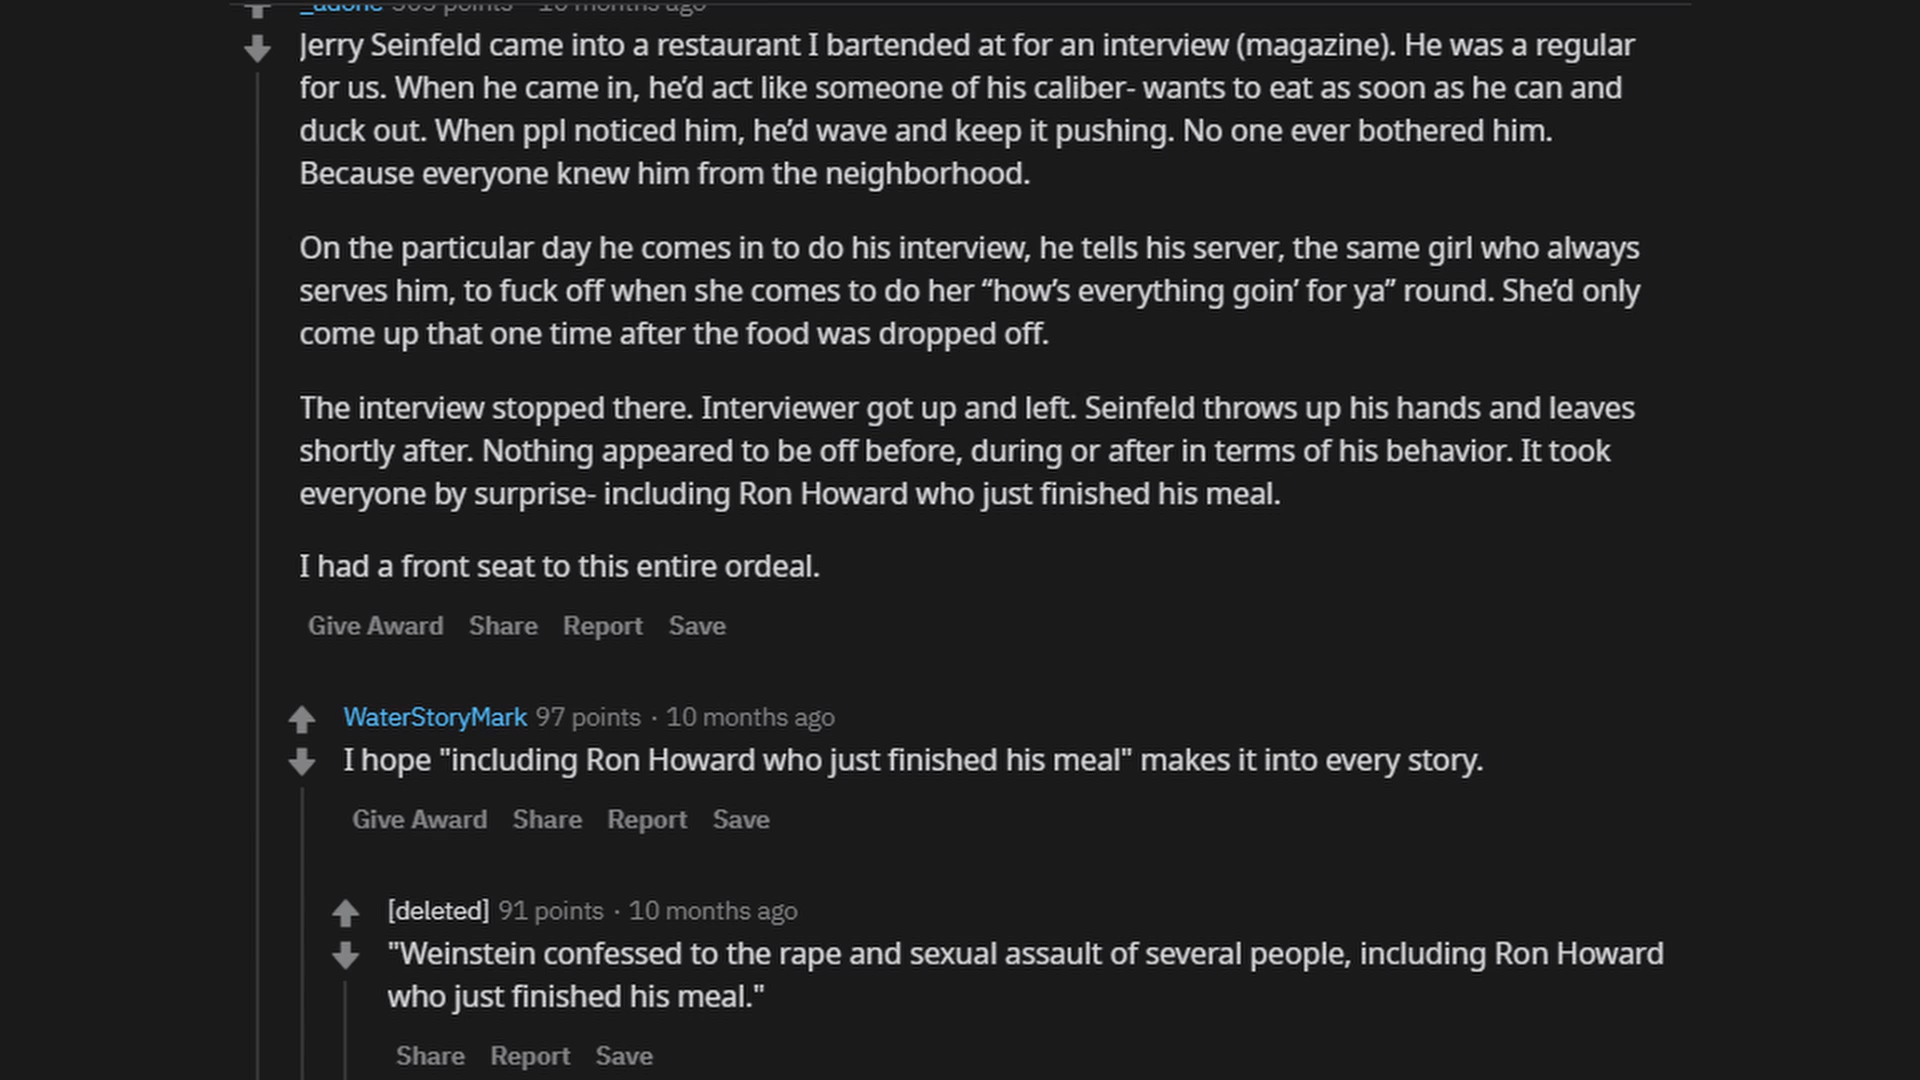 _adone 505 points · 10 months ago
Jerry Seinfeld came into a restaurant I bartended at for an interview (magazine). He was a regular
for us. When he came in, he’d act like someone of his caliber- wants to eat as soon as he can and
duck out. When ppl noticed him, he’d wave and keep it pushing. No one ever bothered him.
Because everyone knew him from the neighborhood.
On the particular day he comes in to do his interview, he tells his server, the same girl who always
serves him, to fuck off when she comes to do her “how’s everything goin’ for ya” round. She’d only
come up that one time after the food was dropped off.
The interview stopped there. Interviewer got up and left. Seinfeld throws up his hands and leaves
shortly after. Nothing appeared to be off before, during or after in terms of his behavior. It took
everyone by surprise- including Ron Howard who just finished his meal.
I had a front seat to this entire ordeal.
Give Award Share Report Save
WaterStoryMark 97 points · 10 months ago
I hope "including Ron Howard who just finished his meal" makes it into every story.
Give Award Share Report Save
[deleted] 91 points · 10 months ago
"Weinstein confessed to the rape and sexual assault of several people, including Ron Howard
who just finished his meal."
Share Report Save